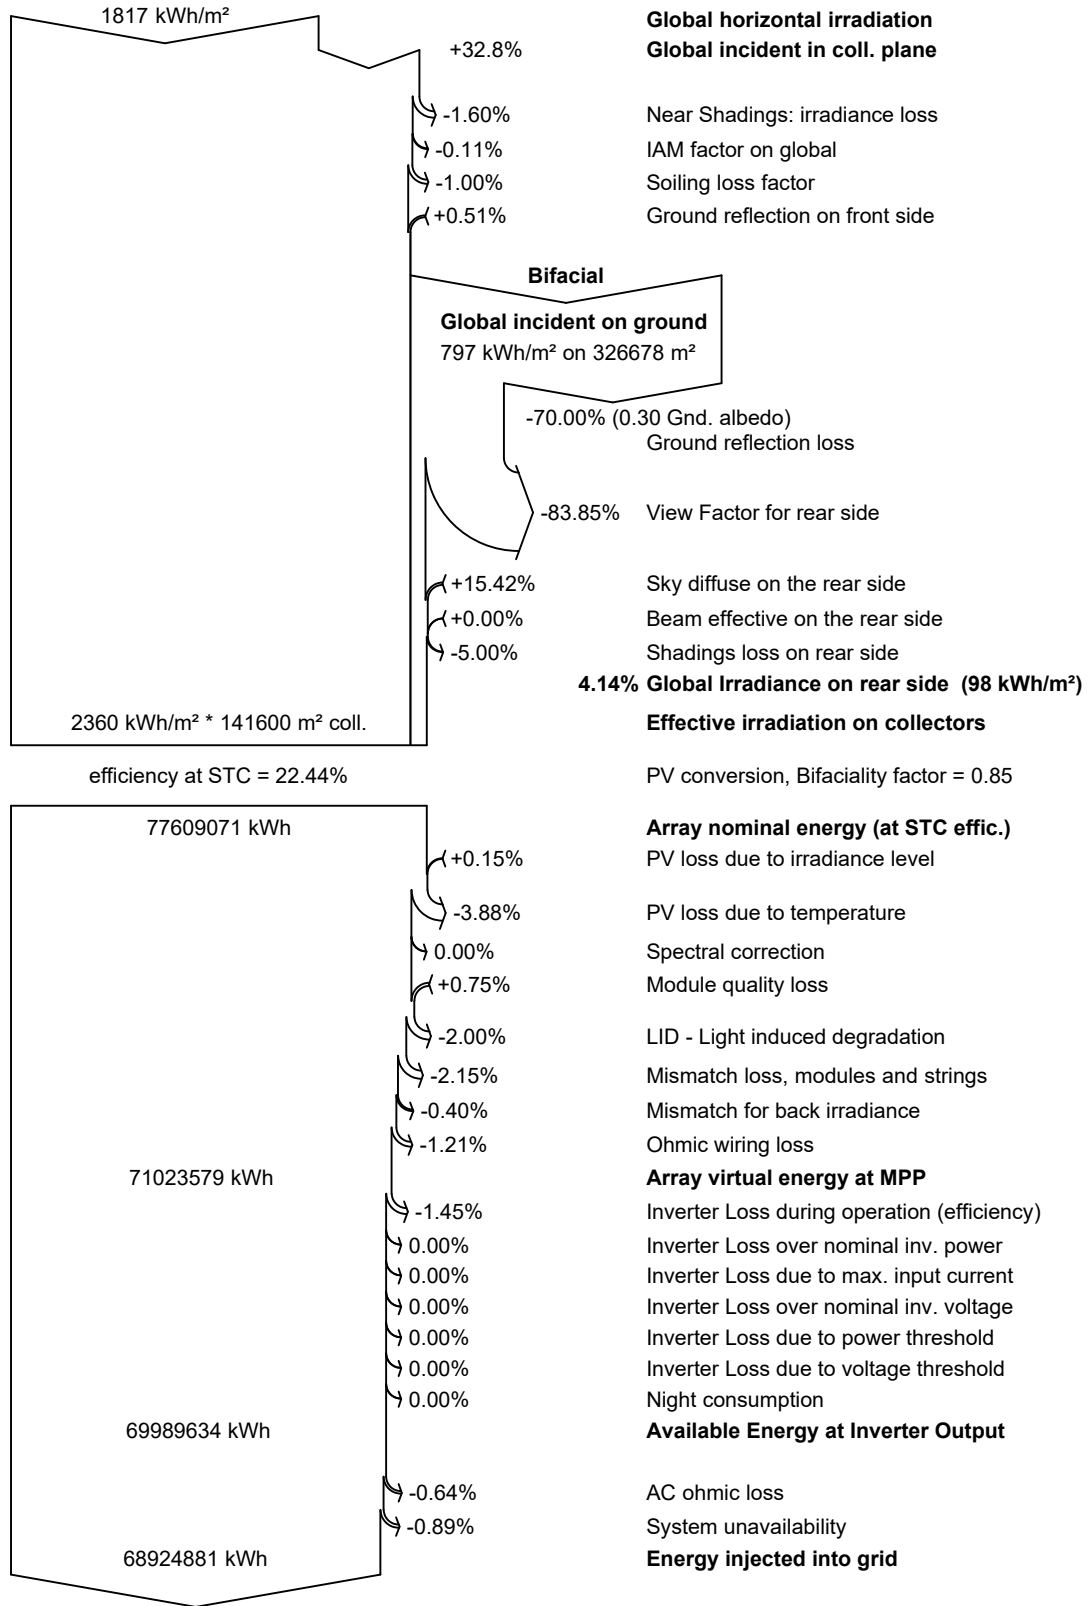 1817 kWh/m² Global horizontal irradiation
+32.8% Global incident in coll. plane
-1.60% Near Shadings: irradiance loss
-0.11% IAM factor on global
-1.00% Soiling loss factor
+0.51% Ground reflection on front side
Bifacial
Global incident on ground
797 kWh/m² on 326678 m²
-70.00% (0.30 Gnd. albedo)
Ground reflection loss
-83.85% View Factor for rear side
+15.42% Sky diffuse on the rear side
+0.00% Beam effective on the rear side
-5.00% Shadings loss on rear side
4.14% Global Irradiance on rear side (98 kWh/m²)
2360 kWh/m² * 141600 m² coll. Effective irradiation on collectors
efficiency at STC = 22.44% PV conversion, Bifaciality factor = 0.85
77609071 kWh Array nominal energy (at STC effic.)
+0.15% PV loss due to irradiance level
-3.88% PV loss due to temperature
0.00% Spectral correction
+0.75% Module quality loss
-2.00% LID - Light induced degradation
-2.15% Mismatch loss, modules and strings
-0.40% Mismatch for back irradiance
-1.21% Ohmic wiring loss
71023579 kWh Array virtual energy at MPP
-1.45% Inverter Loss during operation (efficiency)
0.00% Inverter Loss over nominal inv. power
0.00% Inverter Loss due to max. input current
0.00% Inverter Loss over nominal inv. voltage
0.00% Inverter Loss due to power threshold
0.00% Inverter Loss due to voltage threshold
0.00% Night consumption
69989634 kWh Available Energy at Inverter Output
-0.64% AC ohmic loss
-0.89% System unavailability
68924881 kWh Energy injected into grid